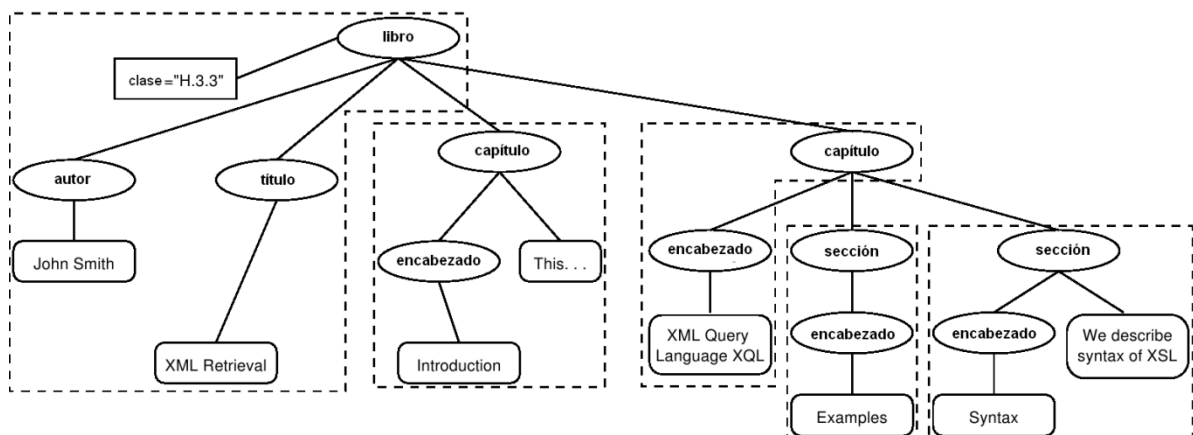 libro
clase="H.3.3"
autor
título
capítulo
capítulo
John Smith
encabezado
This. . .
encabezado
sección
sección
XML Retrieval
Introduction
XML Query
Language XQL
encabezado
encabezado
We describe
syntax of XSL
Examples
Syntax